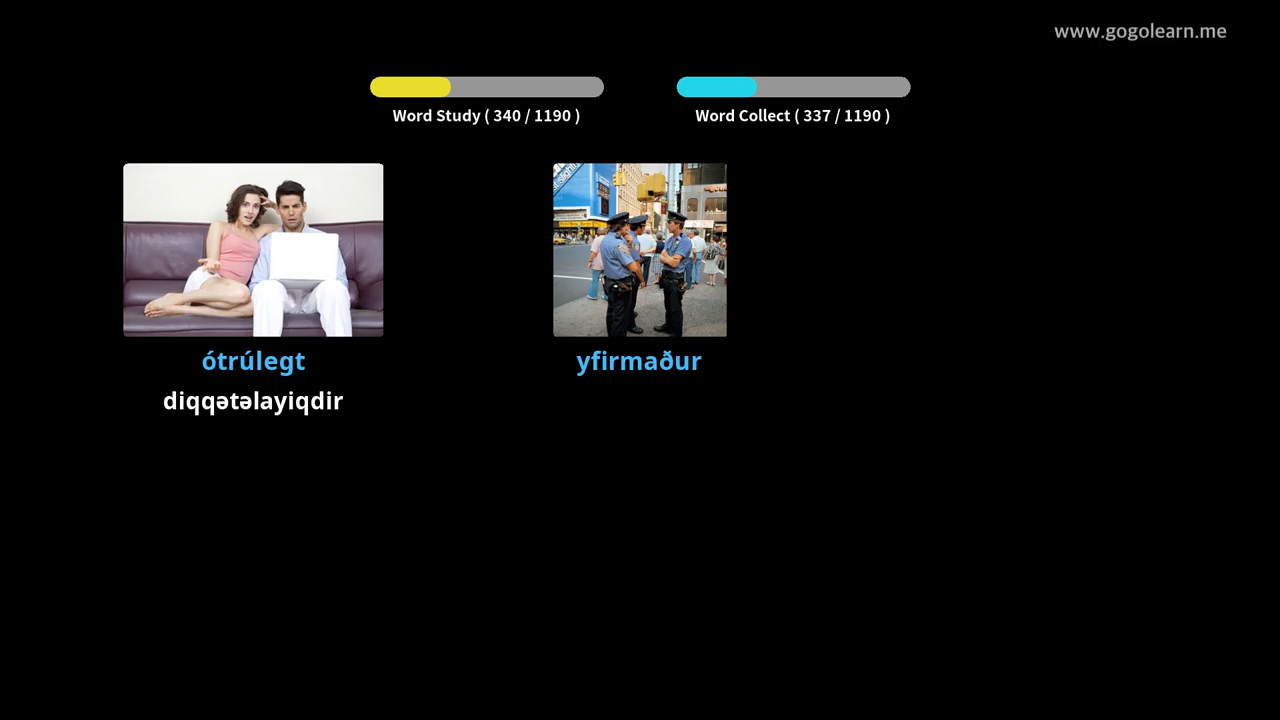 www.gogolearn.me
Word Study ( 340 / 1190 )
Word Collect ( 337 / 1190 )
ótrúlegt
yfirmaður
diqqətəlayiqdir